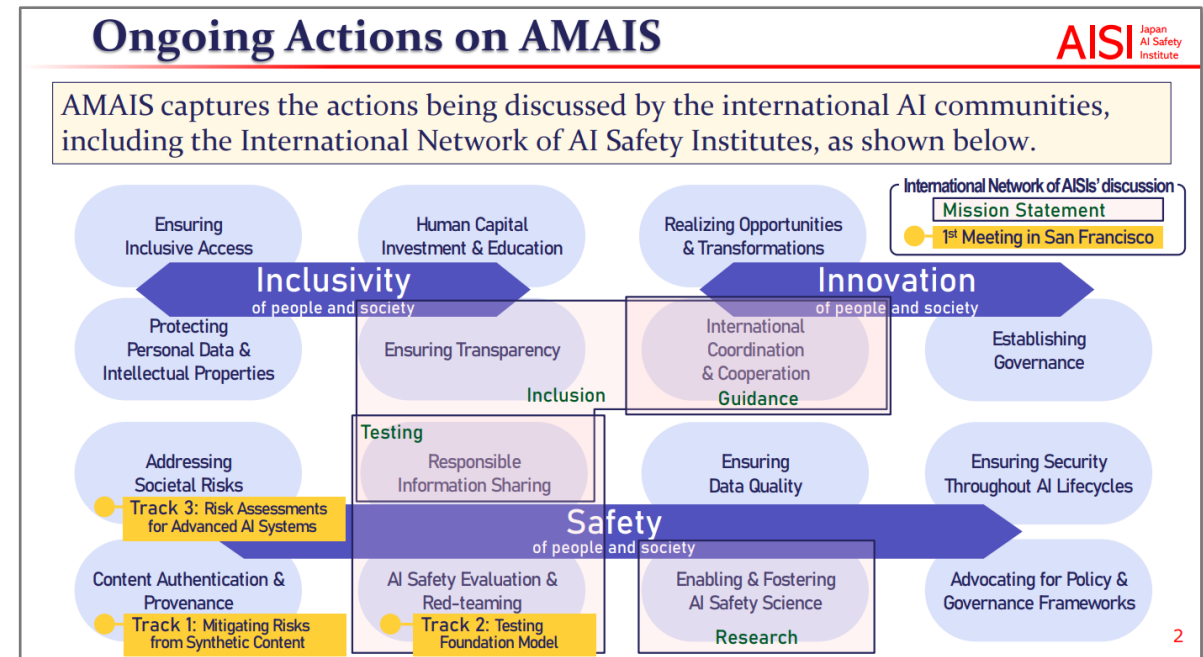 Ongoing Actions on AMAIS
AISI
Japan
AI Safety
Institute
AMAIS captures the actions being discussed by the international AI communities,
including the International Network of AI Safety Institutes, as shown below.
International Network of AISIs' discussion
Mission Statement
1st Meeting in San Francisco
Ensuring
Inclusive Access
Human Capital
Investment & Education
Realizing Opportunities
& Transformations
Inclusivity
of people and society
Innovation
of people and society
Protecting
Personal Data &
Intellectual Properties
Ensuring Transparency
International
Coordination
& Cooperation
Establishing
Governance
Inclusion
Guidance
Testing
Addressing
Societal Risks
Responsible
Information Sharing
Ensuring
Data Quality
Ensuring Security
Throughout AI Lifecycles
Track 3: Risk Assessments
for Advanced AI Systems
Safety
of people and society
Content Authentication &
Provenance
AI Safety Evaluation &
Red-teaming
Enabling & Fostering
AI Safety Science
Advocating for Policy &
Governance Frameworks
Track 1: Mitigating Risks
from Synthetic Content
Track 2: Testing
Foundation Model
Research
2